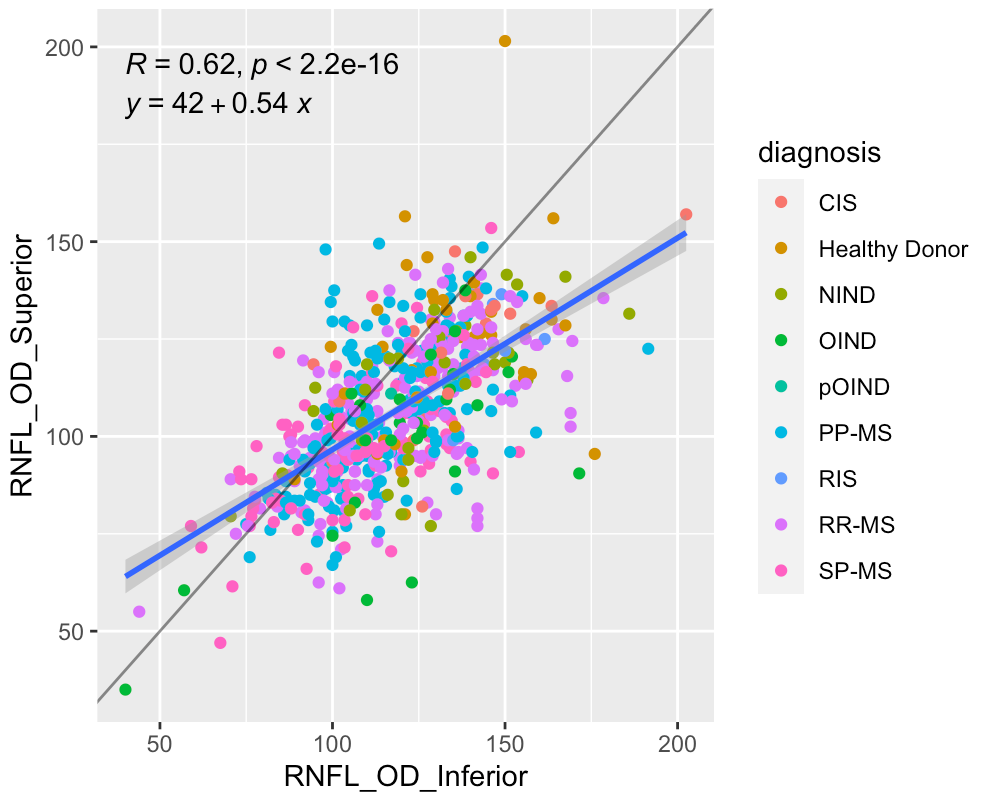 R = 0.62, p < 2.2e-16
y = 42 + 0.54 x
200
150
100
50
RNFL_OD_Superior
50 100 150 200
RNFL_OD_Inferior
diagnosis
CIS
Healthy Donor
NIND
OIND
pOIND
PP-MS
RIS
RR-MS
SP-MS